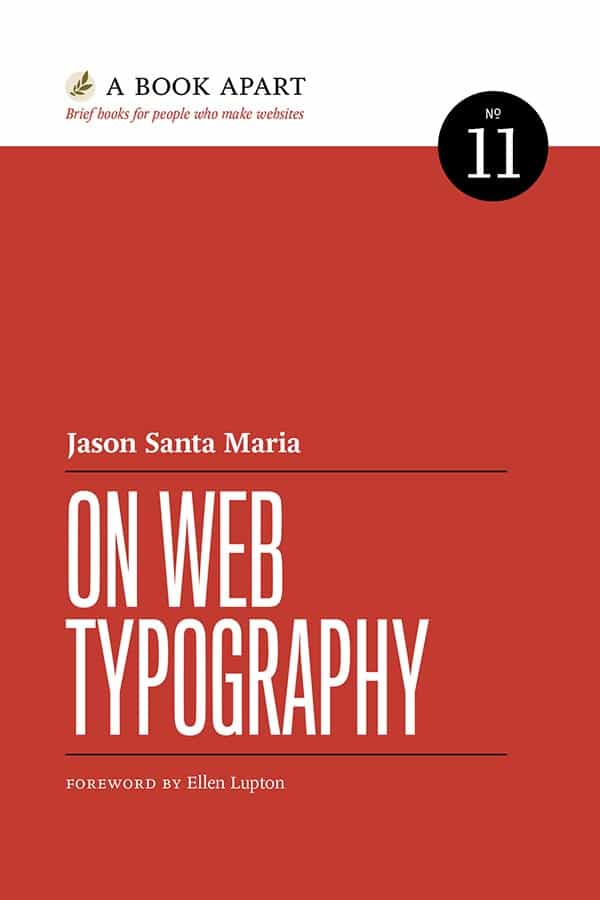 A BOOK APART
Brief books for people who make websites
Nº
11
Jason Santa Maria
ON WEB
TYPOGRAPHY
FOREWORD BY Ellen Lupton